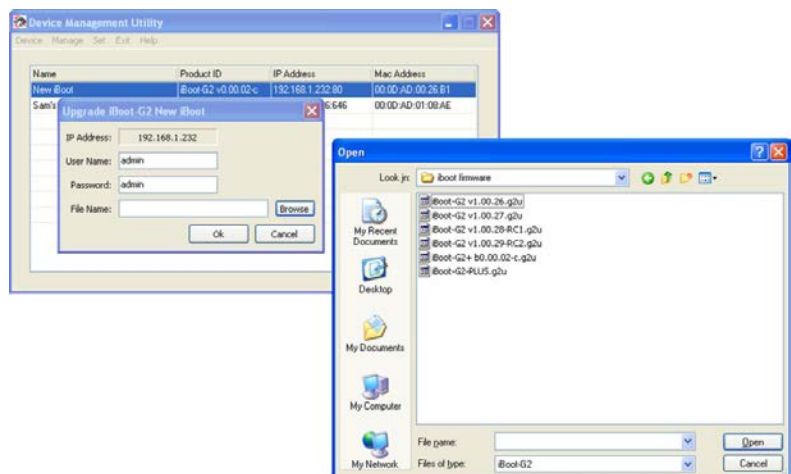 Device Management Utility
Device Manage Set Exit Help
Name Product ID IP Address Mac Address
New iBoot iBoot-G2 v0.00.02-c 192.168.1.232:80 00:0D:AD:00:26:B1
Sam's 6:646 00:0D:AD:01:08:AE
Upgrade iBoot-G2 New iBoot
IP Address: 192.168.1.232
User Name: admin
Password: admin
File Name: Browse
Ok Cancel
Open
Look in: iboot firmware
iBoot-G2 v1.00.26.g2u
iBoot-G2 v1.00.27.g2u
iBoot-G2 v1.00.28-RC1.g2u
iBoot-G2 v1.00.29-RC2.g2u
iBoot-G2+ b0.00.02-c.g2u
iBoot-G2-PLUS.g2u
My Recent
Documents
Desktop
My Documents
My Computer
My Network
File name: Open
Files of type: iBoot-G2 Cancel